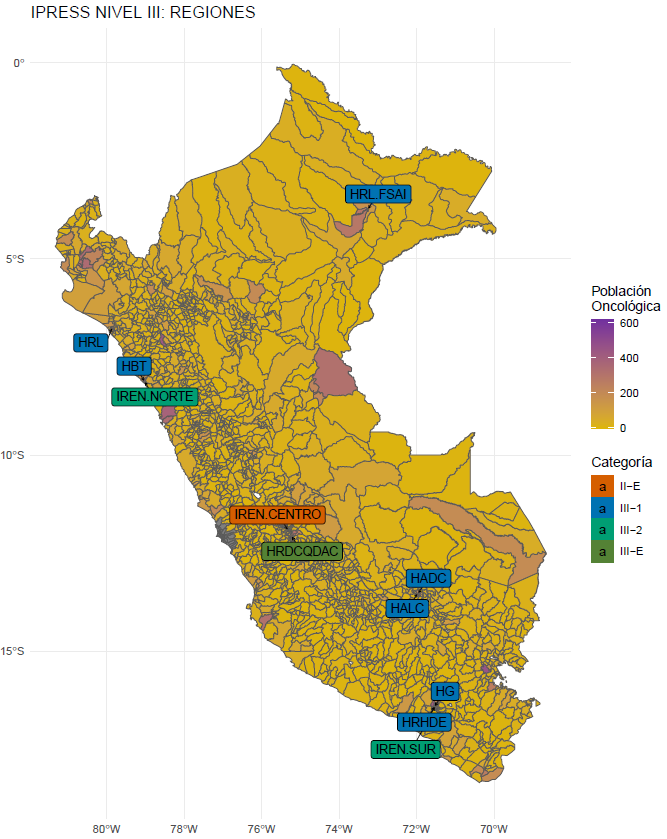 IPRESS NIVEL III: REGIONES
0°
5°S
10°S
15°S
80°W
78°W
76°W
74°W
72°W
70°W
HRL.FSAI
HRL
HBT
IREN.NORTE
IREN.CENTRO
HRDCQDAC
HADC
HALC
HG
HRHDE
IREN.SUR
Población
Oncológica
600
400
200
0
Categoría
a II−E
a III−1
a III−2
a III−E